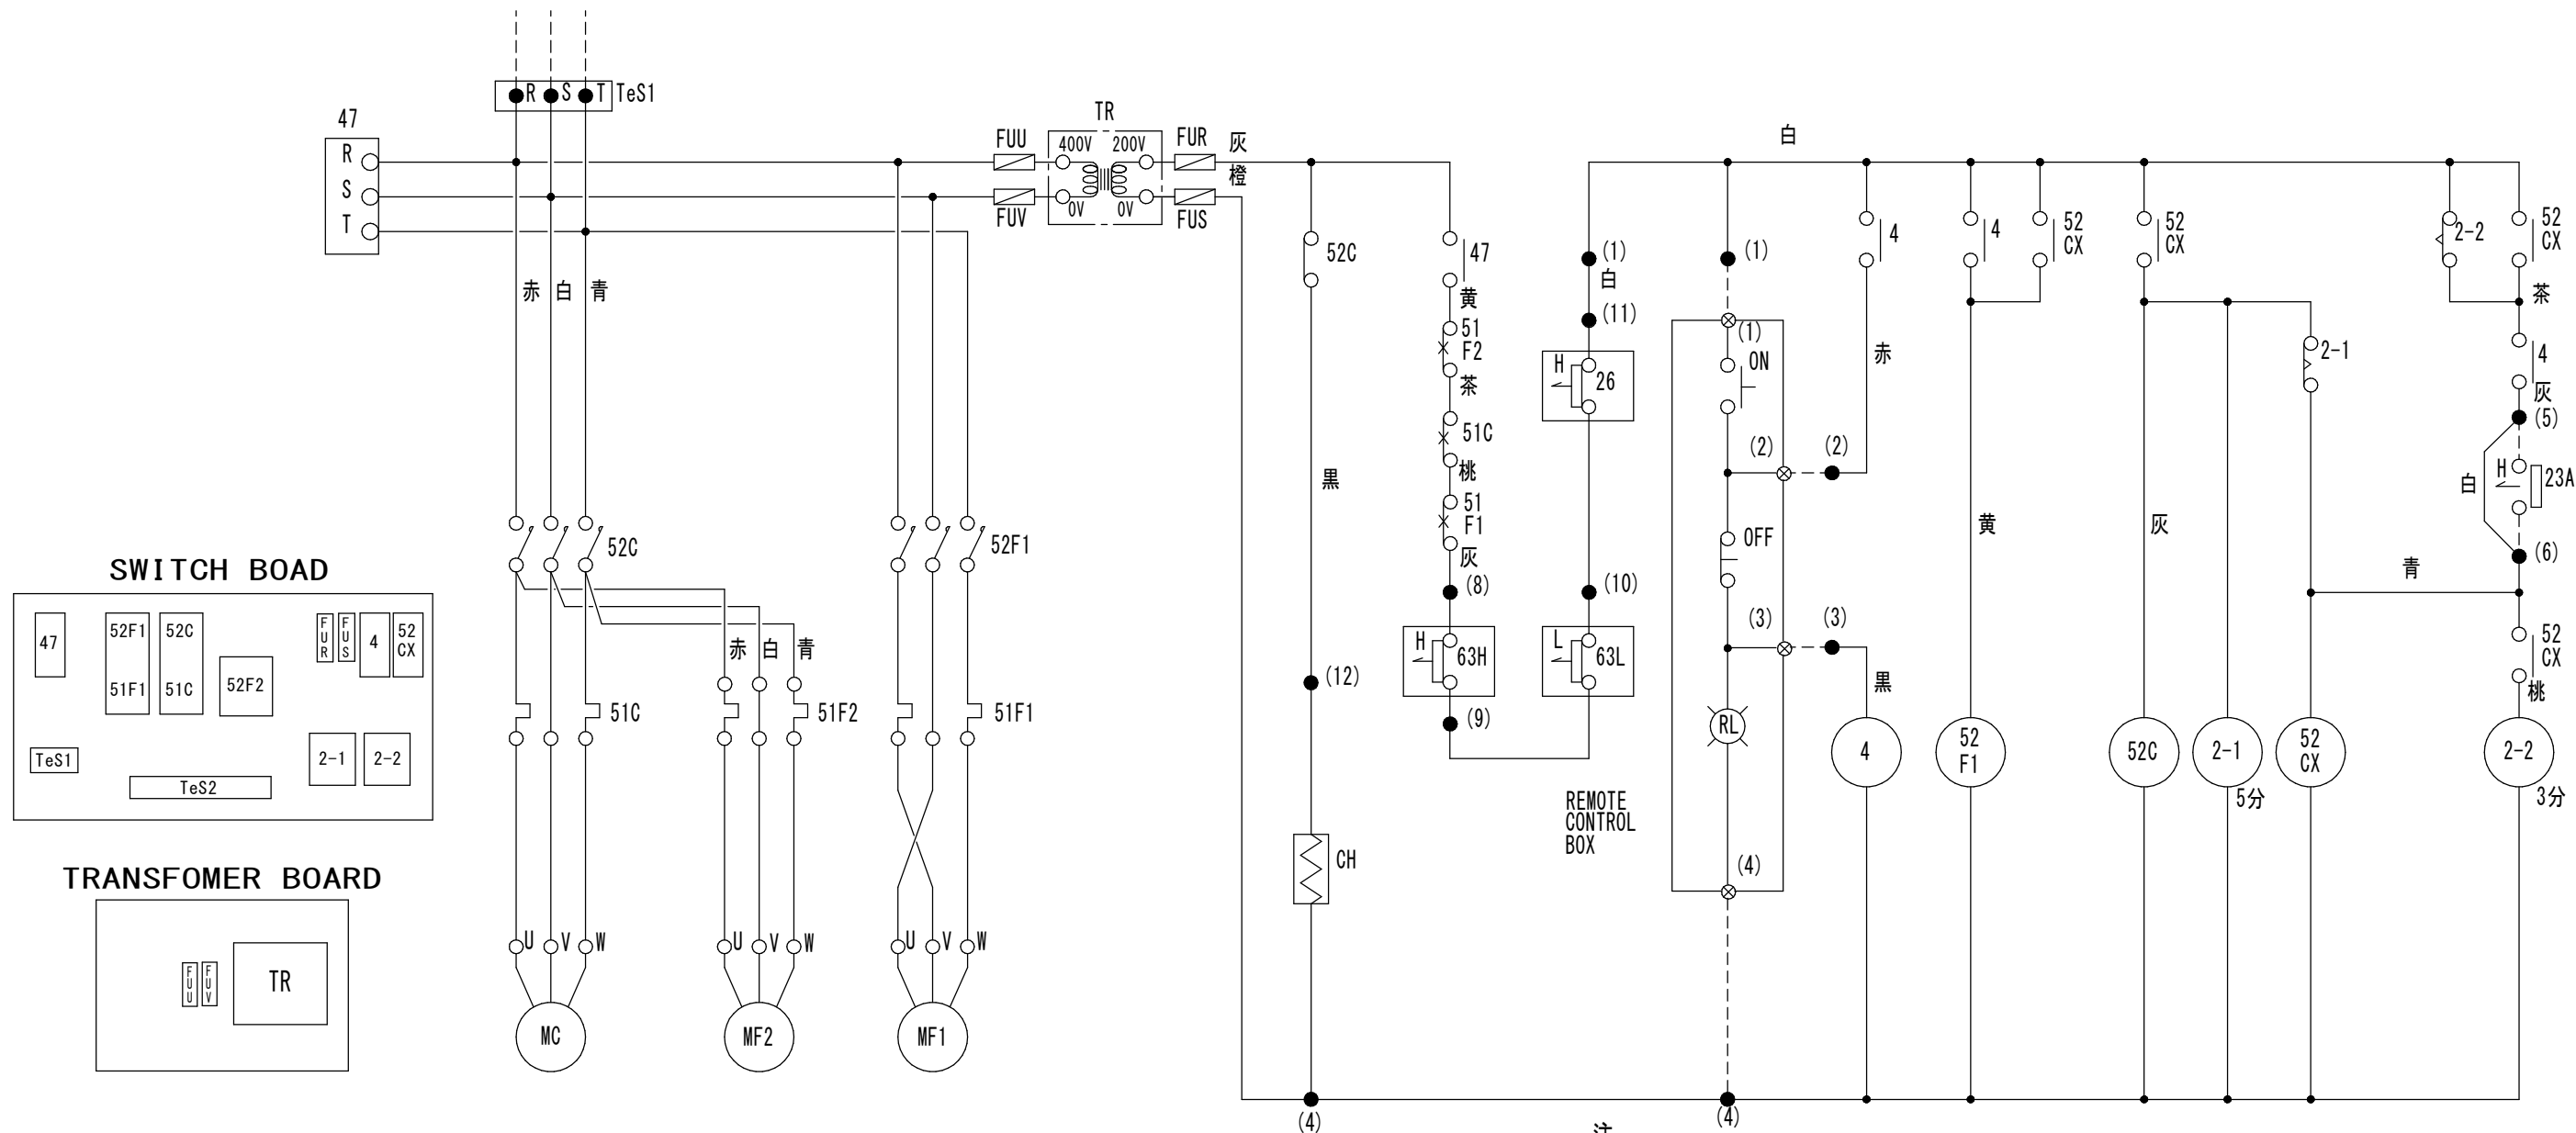 R S T TeS1
47
R
S
T
FUU
FUV
TR
400V 200V
0V 0V
FUR 灰
橙
FUS
白
赤 白 青
52C
47
黄
51
F2
茶
51C
桃
51
F1
灰
(8)
H 63H
(9)
黒
(12)
CH
(4)
(1)
白
(11)
H 26
(10)
L 63L
REMOTE
CONTROL
BOX
(1)
(1)
ON
(2) (2)
OFF
(3) (3)
RL
(4)
(4)
4
赤
黒
4
4
52
CX
黄
52
F1
52
CX
灰
52C
2-1
5分
2-1
52
CX
2-2
52
CX
茶
4
灰
(5)
白
H 23A
(6)
青
52
CX
桃
2-2
3分
52C
52F1
赤 白 青
51C
51F2
51F1
U V W
U V W
U V W
MC
MF2
MF1
SWITCH BOAD
47
52F1 52C
51F1 51C
52F2
FUR
FUS
4
52
CX
TeS1
TeS2
2-1
2-2
TRANSFOMER BOARD
FUU
FUV
TR